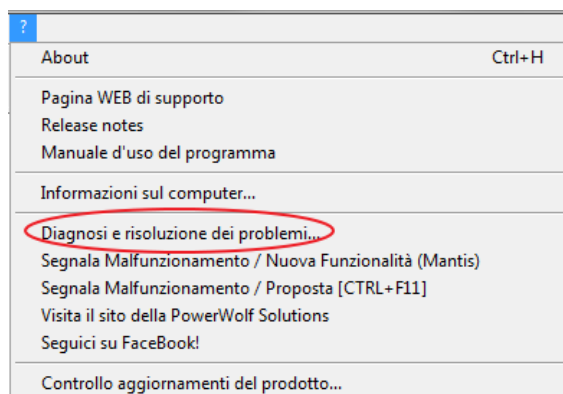 ?
About Ctrl+H
Pagina WEB di supporto
Release notes
Manuale d'uso del programma
Informazioni sul computer...
Diagnosi e risoluzione dei problemi...
Segnala Malfunzionamento / Nuova Funzionalità (Mantis)
Segnala Malfunzionamento / Proposta [CTRL+F11]
Visita il sito della PowerWolf Solutions
Seguici su FaceBook!
Controllo aggiornamenti del prodotto...